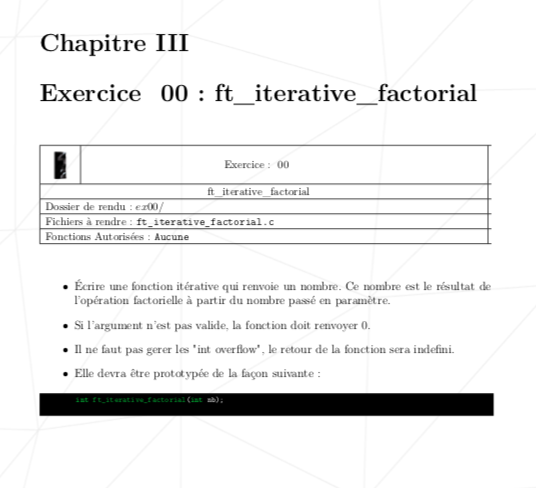 Chapitre III
Exercice 00 : ft_iterative_factorial
Exercice : 00
ft_iterative_factorial
Dossier de rendu : ex00/
Fichiers à rendre : ft_iterative_factorial.c
Fonctions Autorisées : Aucune
• Écrire une fonction itérative qui renvoie un nombre. Ce nombre est le résultat de
l'opération factorielle à partir du nombre passé en paramètre.
• Si l'argument n'est pas valide, la fonction doit renvoyer 0.
• Il ne faut pas gerer les "int overflow", le retour de la fonction sera indefini.
• Elle devra être prototypée de la façon suivante :
int ft_iterative_factorial(int nb);